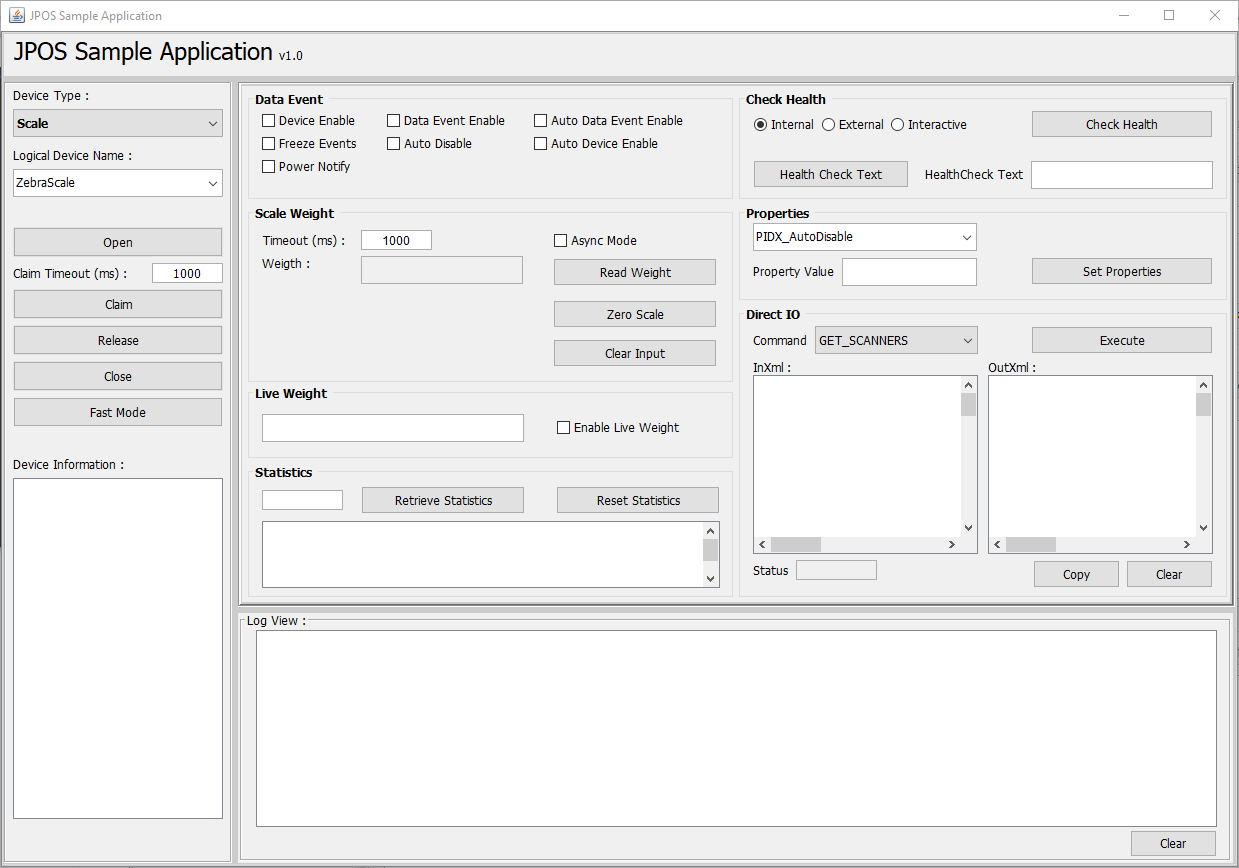 JPOS Sample Application
JPOS Sample Application v1.0
Device Type :
Scale
Logical Device Name :
ZebraScale
Open
Claim Timeout (ms) : 1000
Claim
Release
Close
Fast Mode
Device Information :
Data Event
Device Enable Data Event Enable Auto Data Event Enable
Freeze Events Auto Disable Auto Device Enable
Power Notify
Scale Weight
Timeout (ms) : 1000 Async Mode
Weigth : Read Weight
Zero Scale
Clear Input
Live Weight
Enable Live Weight
Statistics
Retrieve Statistics Reset Statistics
Check Health
Internal External Interactive Check Health
Health Check Text HealthCheck Text
Properties
PIDX_AutoDisable
Property Value Set Properties
Direct IO
Command GET_SCANNERS Execute
InXml : OutXml :
Status Copy Clear
Log View :
Clear